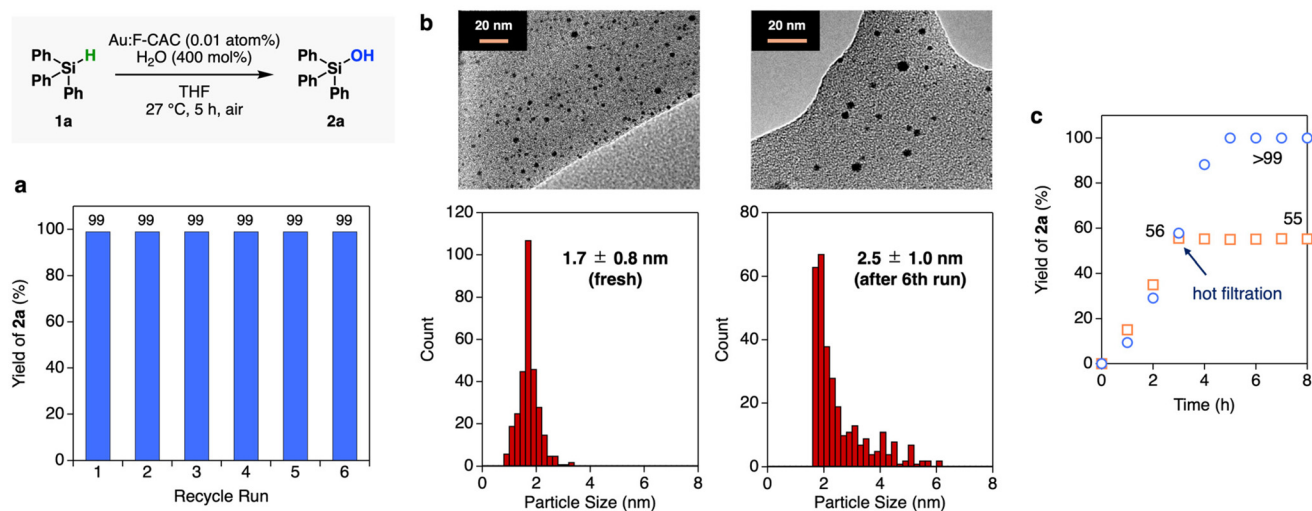 Ph
Ph
Si
H
Ph
1a
Au:F-CAC (0.01 atom%)
H₂O (400 mol%)
THF
27 °C, 5 h, air
Ph
Ph
Si
OH
Ph
2a
a
99 99 99 99 99 99
100
80
60
40
20
0
Yield of 2a (%)
1 2 3 4 5 6
Recycle Run
b
20 nm
20 nm
120
100
80
60
40
20
0
Count
1.7 ± 0.8 nm
(fresh)
0 2 4 6 8
Particle Size (nm)
80
60
40
20
0
Count
2.5 ± 1.0 nm
(after 6th run)
0 2 4 6 8
Particle Size (nm)
c
100
80
60
40
20
0
Yield of 2a (%)
>99
56
55
hot filtration
0 2 4 6 8
Time (h)